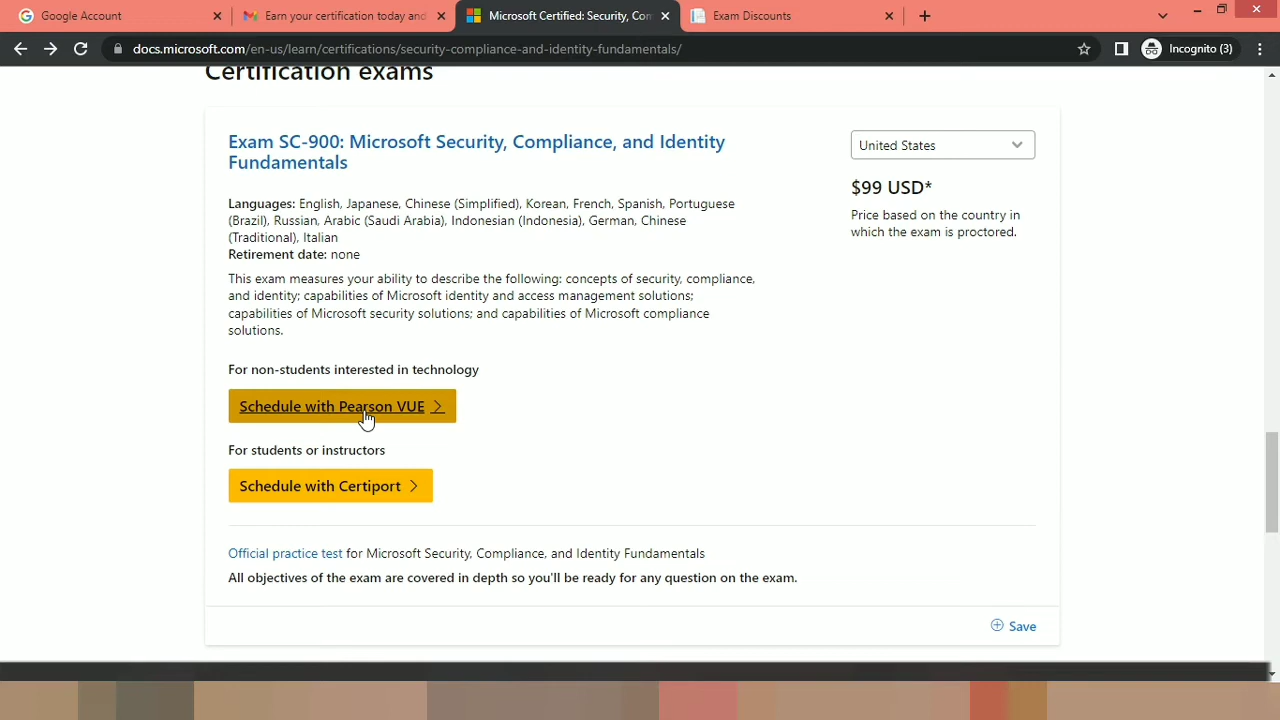 Google Account
Earn your certification today and
Microsoft Certified: Security, Com
Exam Discounts
docs.microsoft.com/en-us/learn/certifications/security-compliance-and-identity-fundamentals/
Incognito (3)
Certification exams
Exam SC-900: Microsoft Security, Compliance, and Identity
Fundamentals
United States
$99 USD*
Price based on the country in
which the exam is proctored.
Languages: English, Japanese, Chinese (Simplified), Korean, French, Spanish, Portuguese
(Brazil), Russian, Arabic (Saudi Arabia), Indonesian (Indonesia), German, Chinese
(Traditional), Italian
Retirement date: none
This exam measures your ability to describe the following: concepts of security, compliance,
and identity; capabilities of Microsoft identity and access management solutions;
capabilities of Microsoft security solutions; and capabilities of Microsoft compliance
solutions.
For non-students interested in technology
Schedule with Pearson VUE
For students or instructors
Schedule with Certiport
Official practice test for Microsoft Security, Compliance, and Identity Fundamentals
All objectives of the exam are covered in depth so you'll be ready for any question on the exam.
Save